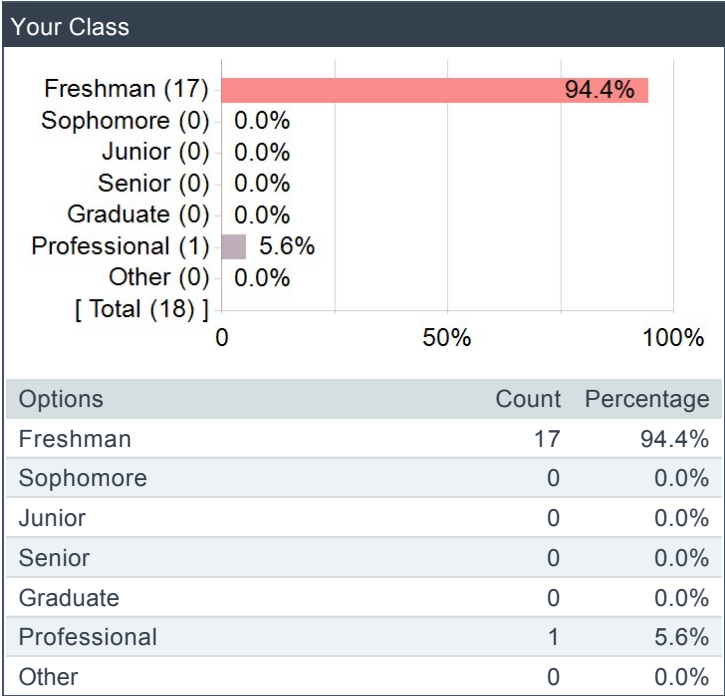 Your Class
Freshman (17) 94.4%
Sophomore (0) 0.0%
Junior (0) 0.0%
Senior (0) 0.0%
Graduate (0) 0.0%
Professional (1) 5.6%
Other (0) 0.0%
[ Total (18) ]
0 50% 100%
Options Count Percentage
Freshman 17 94.4%
Sophomore 0 0.0%
Junior 0 0.0%
Senior 0 0.0%
Graduate 0 0.0%
Professional 1 5.6%
Other 0 0.0%